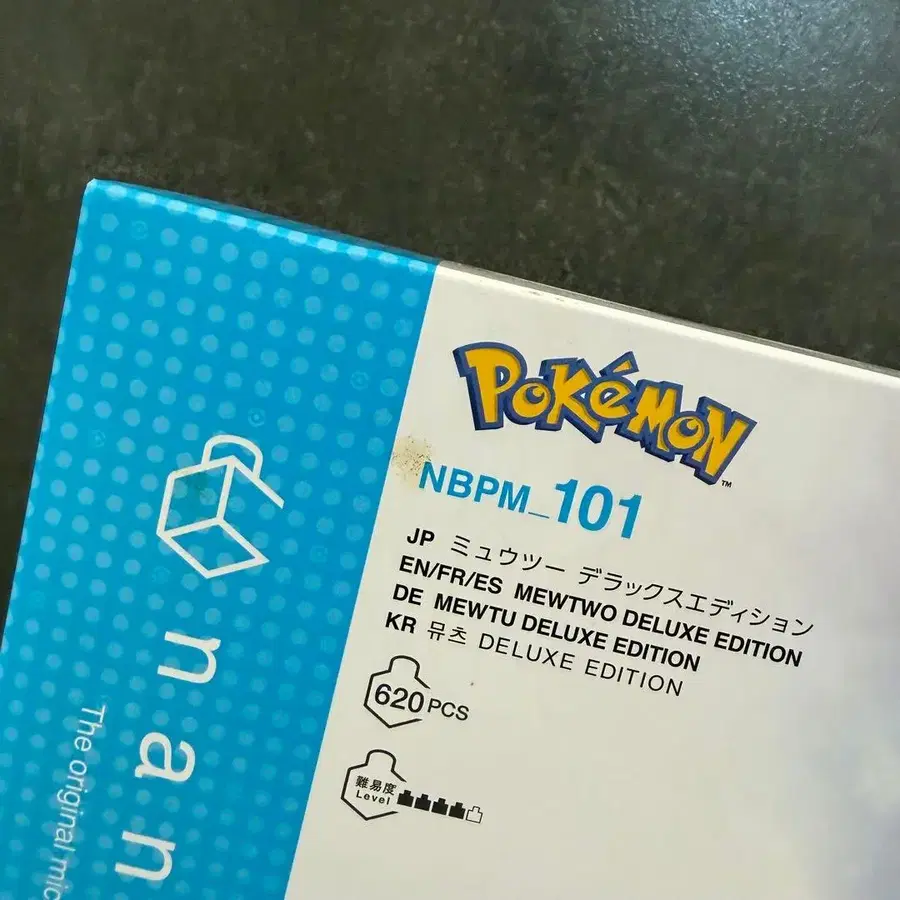 POKéMON™
NBPM_101
JP ミュウツー デラックスエディション
EN/FR/ES MEWTWO DELUXE EDITION
DE MEWTU DELUXE EDITION
KR 뮤츠 DELUXE EDITION
620 PCS
難易度
Level
nan
The original mic